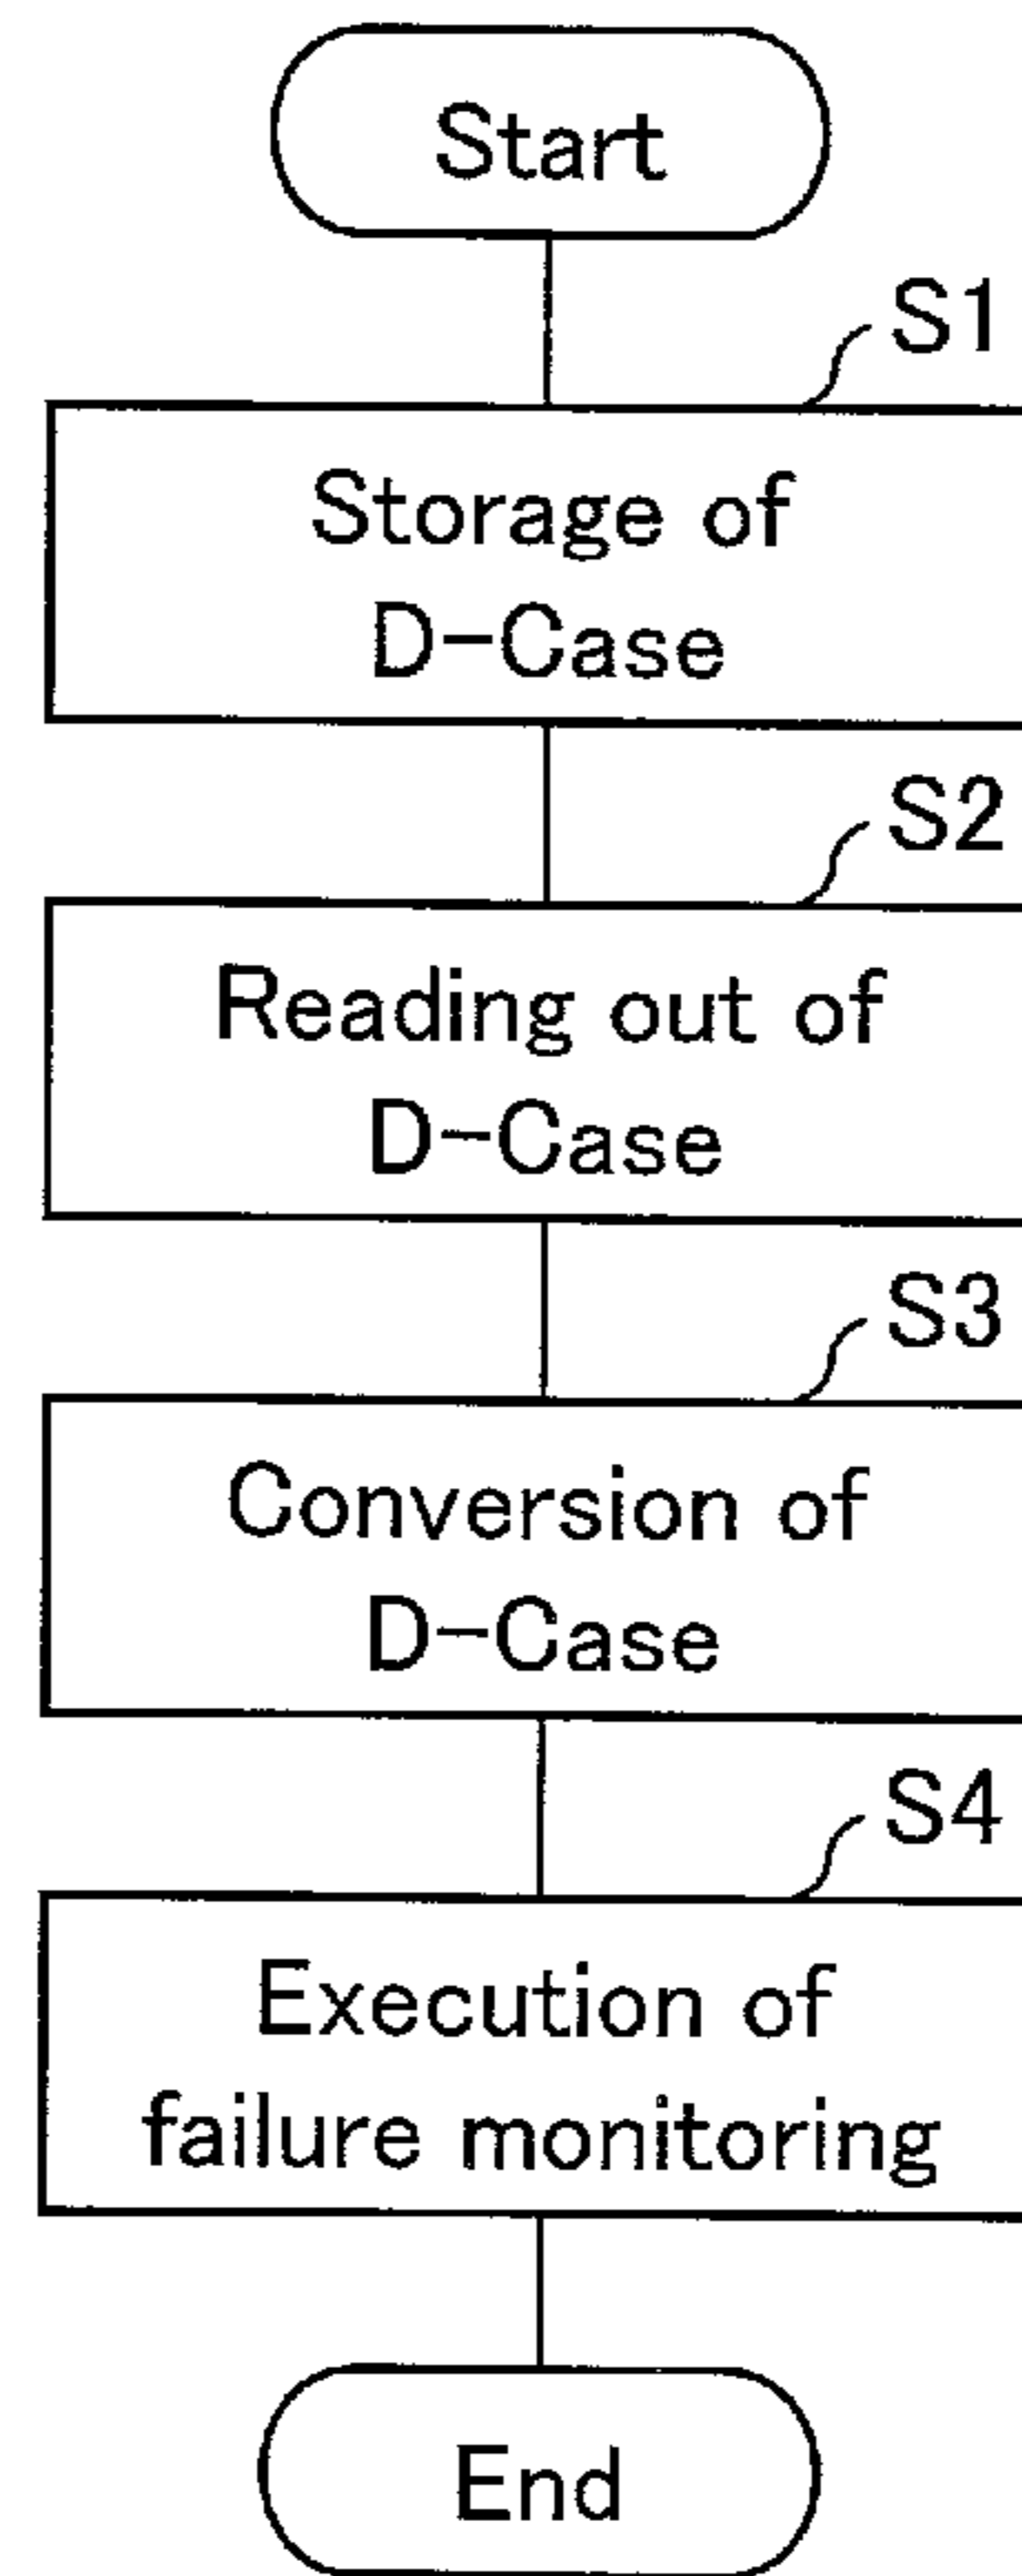 Start
S1
Storage of
D-Case
S2
Reading out of
D-Case
S3
Conversion of
D-Case
S4
Execution of
failure monitoring
End